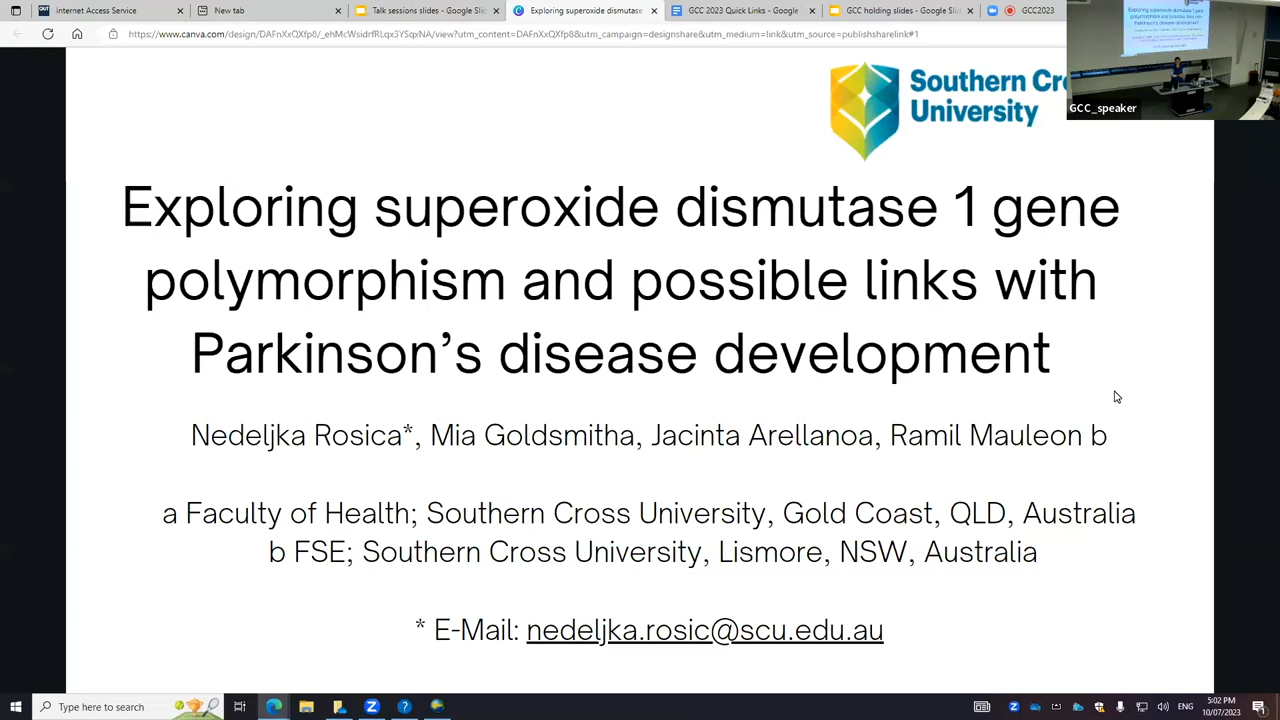 Internet Access Service
New tab
Talk sessions slides - Google Sli
Exploring superoxide dismutase
GCC 2023 Quick Links - Google
GCC holding slides - Google Sli
GCC2023
https://www.canva.com/design/DAFnXxQXfp8/_ehMcWsidrfRLqx3YSqxNA/view?utm_content=DAFnXxQXfp8&utm_campaign=designshare&utm_medium=link&utm_source=publishsharelink#1
Southern Cro
University
GCC_speaker
Exploring superoxide dismutase 1 gene
polymorphism and possible links with
Parkinson's disease development
Nedeljka Rosica*, Mia Goldsmitha, Jacinta Arellanoa, Ramil Mauleon b
a Faculty of Health; Southern Cross University, Gold Coast, QLD, Australia
b FSE; Southern Cross University, Lismore, NSW, Australia
* E-Mail: nedeljka.rosic@scu.edu.au
Type here to search
ENG
5:02 PM
10/07/2023